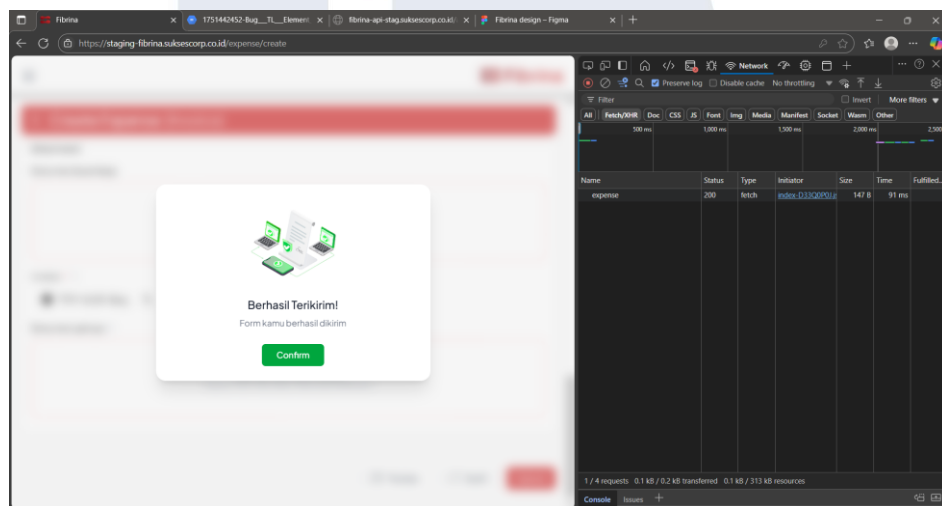 Fibrina
1751442452-Bug__TL__Element
fibrina-api-stag.suksescorp.co.id/
Fibrina design – Figma
https://staging-fibrina.suksescorp.co.id/expense/create
Network
Preserve log
Disable cache
No throttling
Filter
Invert
More filters
All
Fetch/XHR
Doc
CSS
JS
Font
Img
Media
Manifest
Socket
Wasm
Other
500 ms
1,000 ms
1,500 ms
2,000 ms
2,500
Name
Status
Type
Initiator
Size
Time
Fulfilled...
expense
200
fetch
147 B
91 ms
Berhasil Terikirim!
Form kamu berhasil dikirim
Confirm
1 / 4 requests
0.1 kB / 0.2 kB transferred
0.1 kB / 313 kB resources
Console
Issues